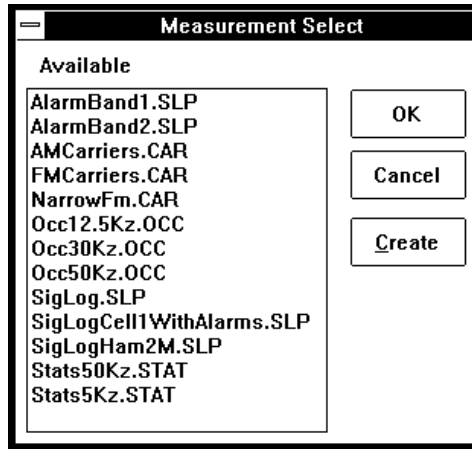 Measurement Select
Available
AlarmBand1.SLP
AlarmBand2.SLP
AMCarriers.CAR
FMCarriers.CAR
NarrowFm.CAR
Occ12.5Kz.OCC
Occ30Kz.OCC
Occ50Kz.OCC
SigLog.SLP
SigLogCell1WithAlarms.SLP
SigLogHam2M.SLP
Stats50Kz.STAT
Stats5Kz.STAT
OK
Cancel
Create